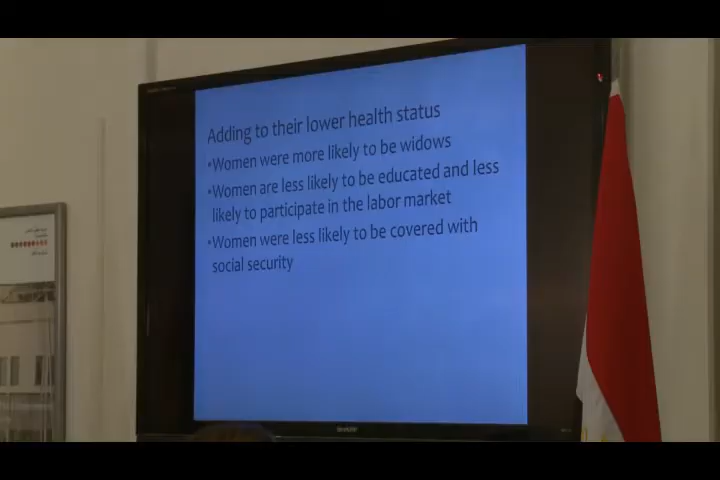 Adding to their lower health status
•Women were more likely to be widows
•Women are less likely to be educated and less
likely to participate in the labor market
•Women were less likely to be covered with
social security
SHARP